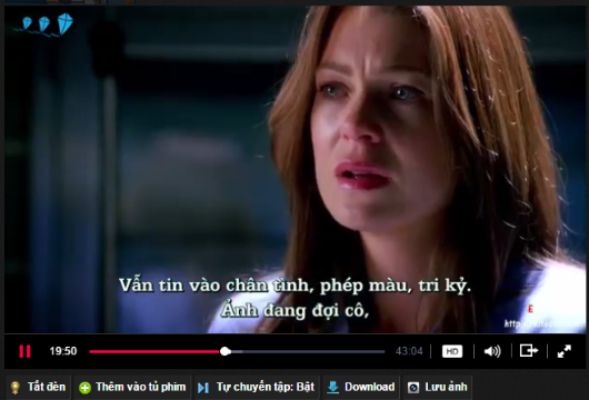 Vẫn tin vào chân tình, phép màu, tri kỷ.
Ảnh đang đợi cô,
19:50
43:04
HD
Tắt đèn
Thêm vào tủ phim
Tự chuyển tập: Bật
Download
Lưu ảnh